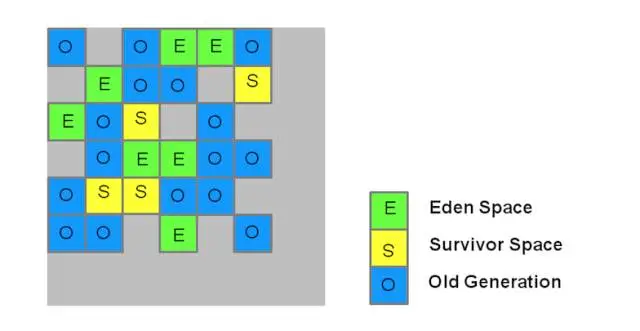 O O E E O
E O O S
E O S O
O E E O O
O S S O O
O O E O
E Eden Space
S Survivor Space
O Old Generation